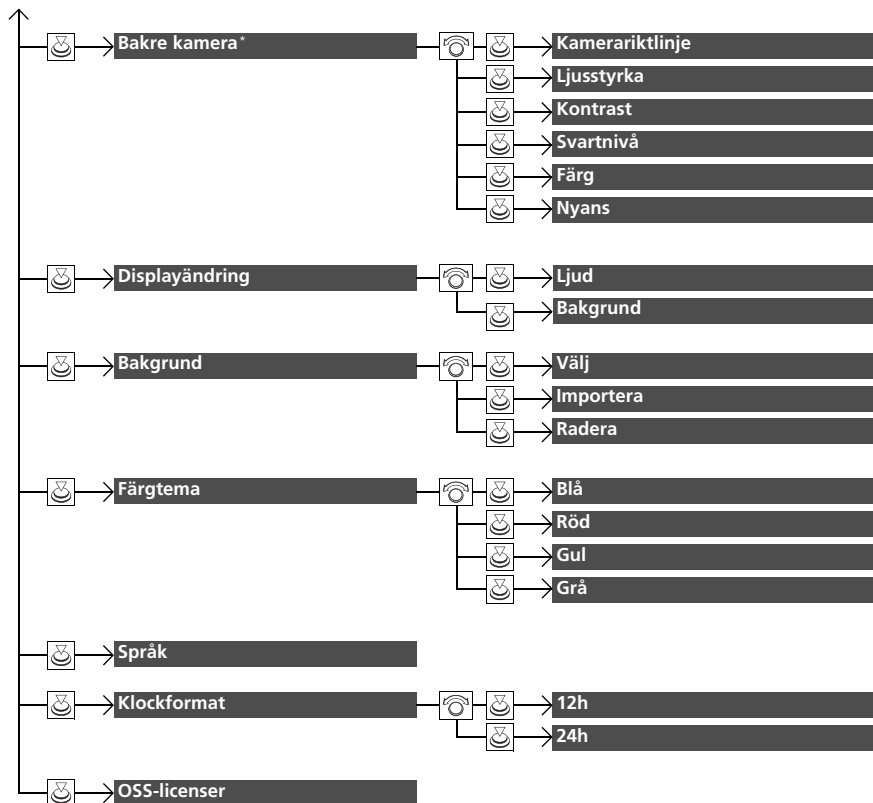 Bakre kamera*
Kamerariktlinje
Ljusstyrka
Kontrast
Svartnivå
Färg
Nyans
Displayändring
Ljud
Bakgrund
Bakgrund
Välj
Importera
Radera
Färgtema
Blå
Röd
Gul
Grå
Språk
Klockformat
12h
24h
OSS-licenser